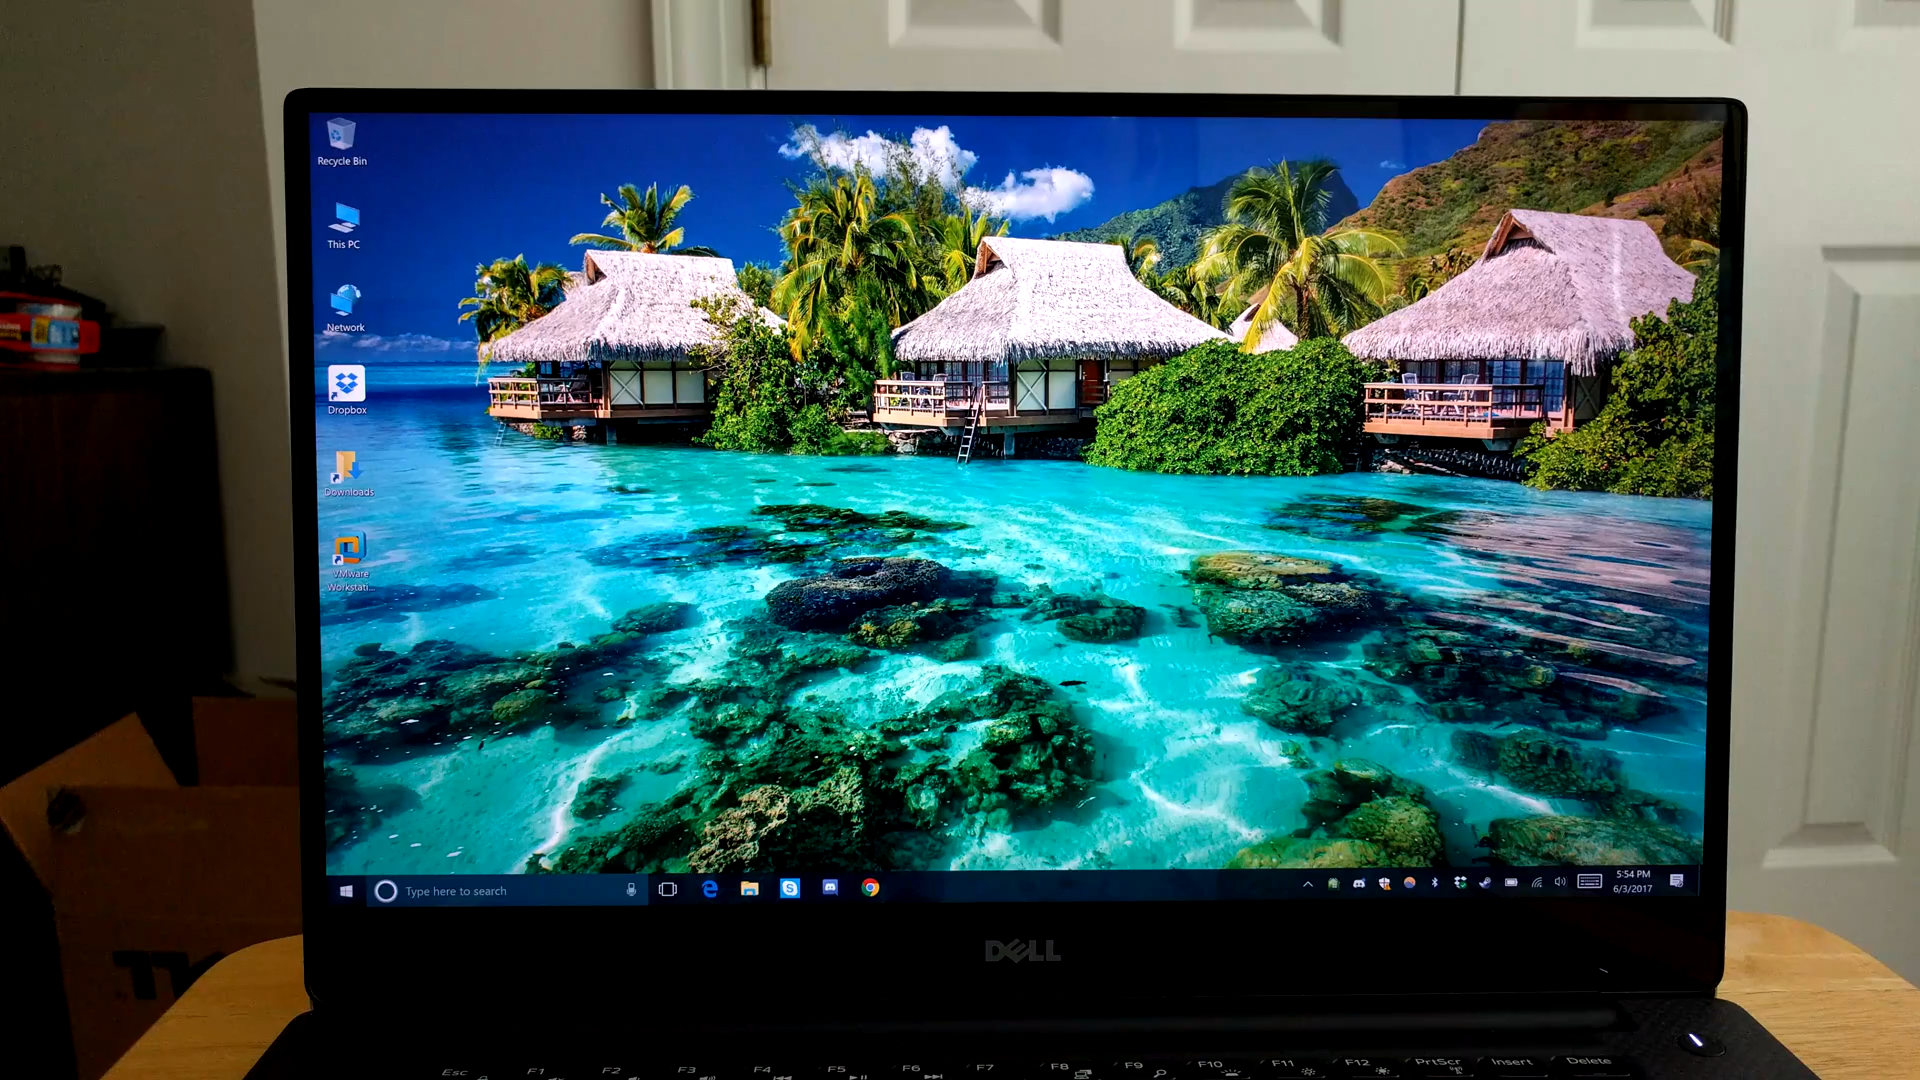 Recycle Bin
This PC
Network
Dropbox
Downloads
VMware
Workstati...
Type here to search
5:54 PM
6/3/2017
DELL
Esc F1 F2 F3 F4 F5 F6 F7 F8 F9 F10 F11 F12 PrtScr Insert Delete